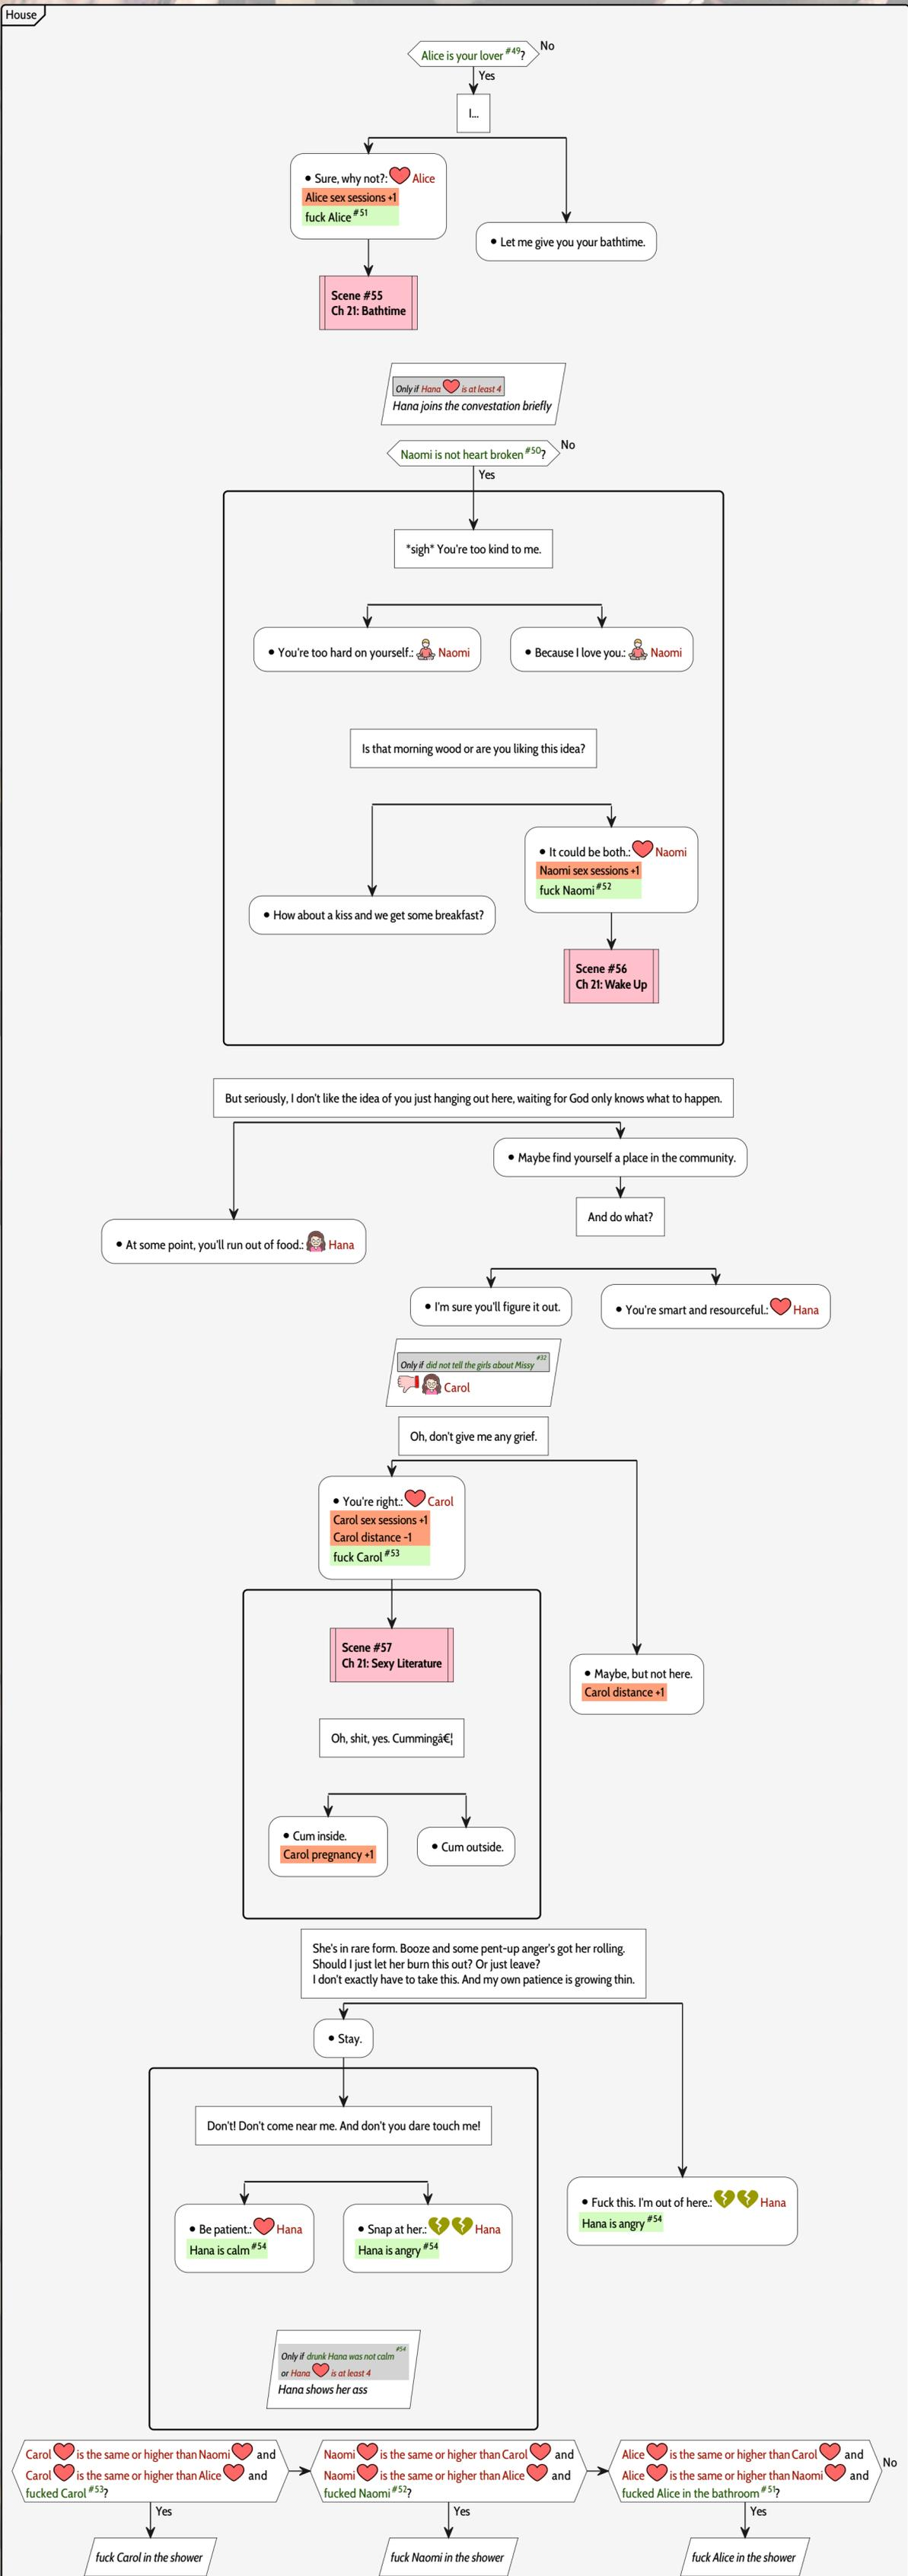 House
Alice is your lover #49?
No
Yes
I...
• Sure, why not?: Alice
Alice sex sessions +1
fuck Alice #51
• Let me give you your bathtime.
Scene #55
Ch 21: Bathtime
Only if Hana is at least 4
Hana joins the convestation briefly
Naomi is not heart broken #50?
No
Yes
*sigh* You're too kind to me.
• You're too hard on yourself.: Naomi
• Because I love you.: Naomi
Is that morning wood or are you liking this idea?
• It could be both.: Naomi
Naomi sex sessions +1
fuck Naomi #52
• How about a kiss and we get some breakfast?
Scene #56
Ch 21: Wake Up
But seriously, I don't like the idea of you just hanging out here, waiting for God only knows what to happen.
• Maybe find yourself a place in the community.
And do what?
• At some point, you'll run out of food.: Hana
• I'm sure you'll figure it out.
• You're smart and resourceful.: Hana
Only if did not tell the girls about Missy #32
Carol
Oh, don't give me any grief.
• You're right.: Carol
Carol sex sessions +1
Carol distance -1
fuck Carol #53
Scene #57
Ch 21: Sexy Literature
• Maybe, but not here.
Carol distance +1
Oh, shit, yes. Cummingâ€¦
• Cum inside.
Carol pregnancy +1
• Cum outside.
She's in rare form. Booze and some pent-up anger's got her rolling.
Should I just let her burn this out? Or just leave?
I don't exactly have to take this. And my own patience is growing thin.
• Stay.
Don't! Don't come near me. And don't you dare touch me!
• Fuck this. I'm out of here.: Hana
Hana is angry #54
• Be patient.: Hana
Hana is calm #54
• Snap at her.: Hana
Hana is angry #54
Only if drunk Hana was not calm #54
or Hana is at least 4
Hana shows her ass
Carol is the same or higher than Naomi and
Carol is the same or higher than Alice and
fucked Carol #53?
Naomi is the same or higher than Carol and
Naomi is the same or higher than Alice and
fucked Naomi #52?
Alice is the same or higher than Carol and
Alice is the same or higher than Naomi and
fucked Alice in the bathroom #51?
No
Yes
Yes
Yes
fuck Carol in the shower
fuck Naomi in the shower
fuck Alice in the shower